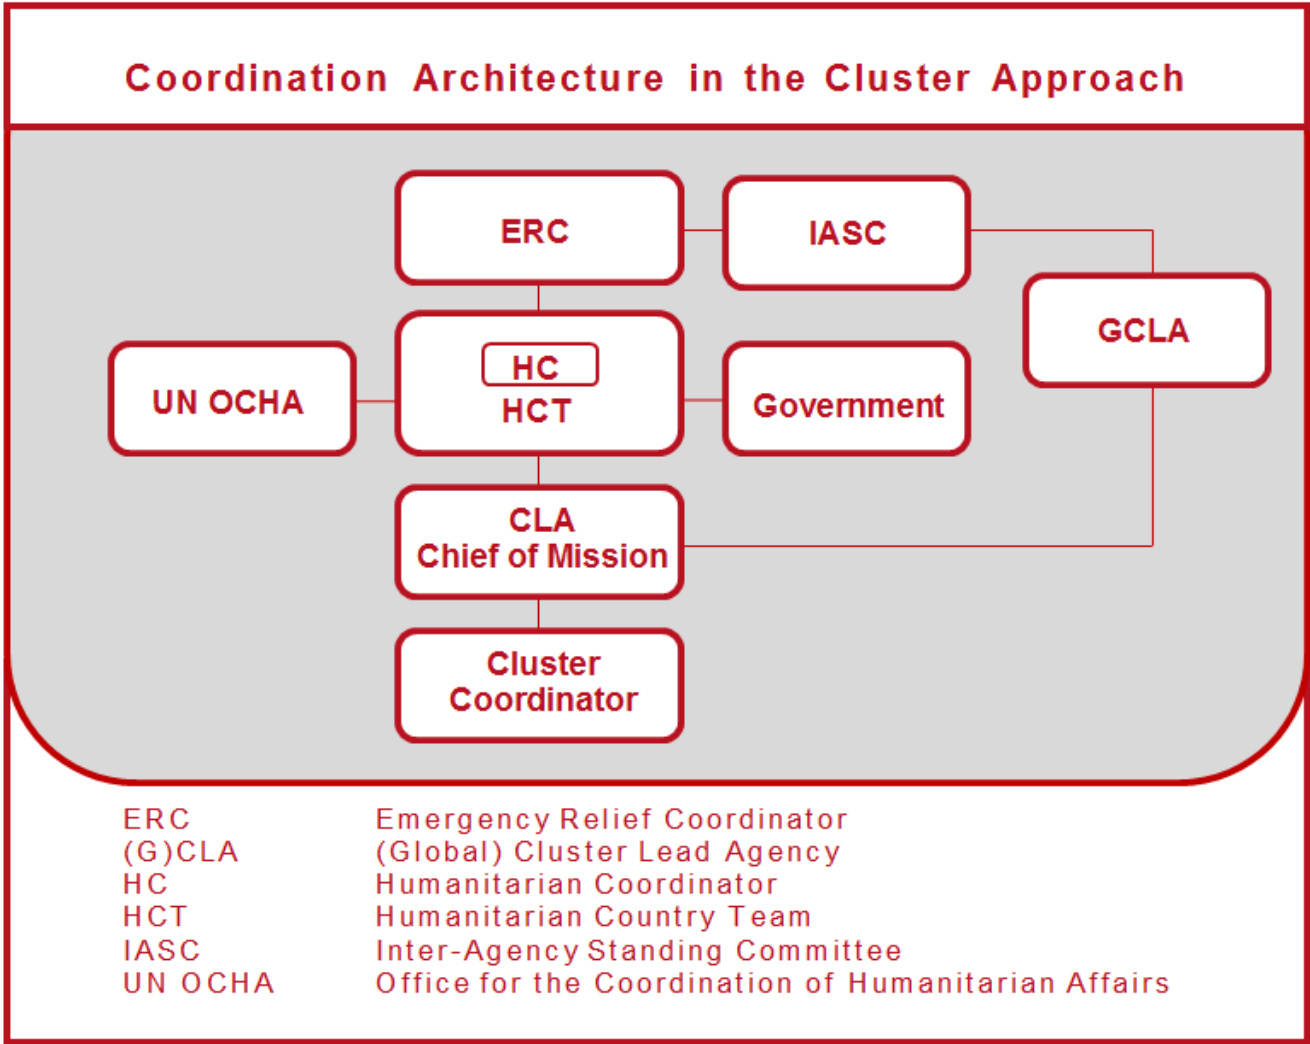 Coordination Architecture in the Cluster Approach
ERC
IASC
GCLA
HC
HCT
UN OCHA
Government
CLA
Chief of Mission
Cluster
Coordinator
ERC Emergency Relief Coordinator
(G)CLA (Global) Cluster Lead Agency
HC Humanitarian Coordinator
HCT Humanitarian Country Team
IASC Inter-Agency Standing Committee
UN OCHA Office for the Coordination of Humanitarian Affairs